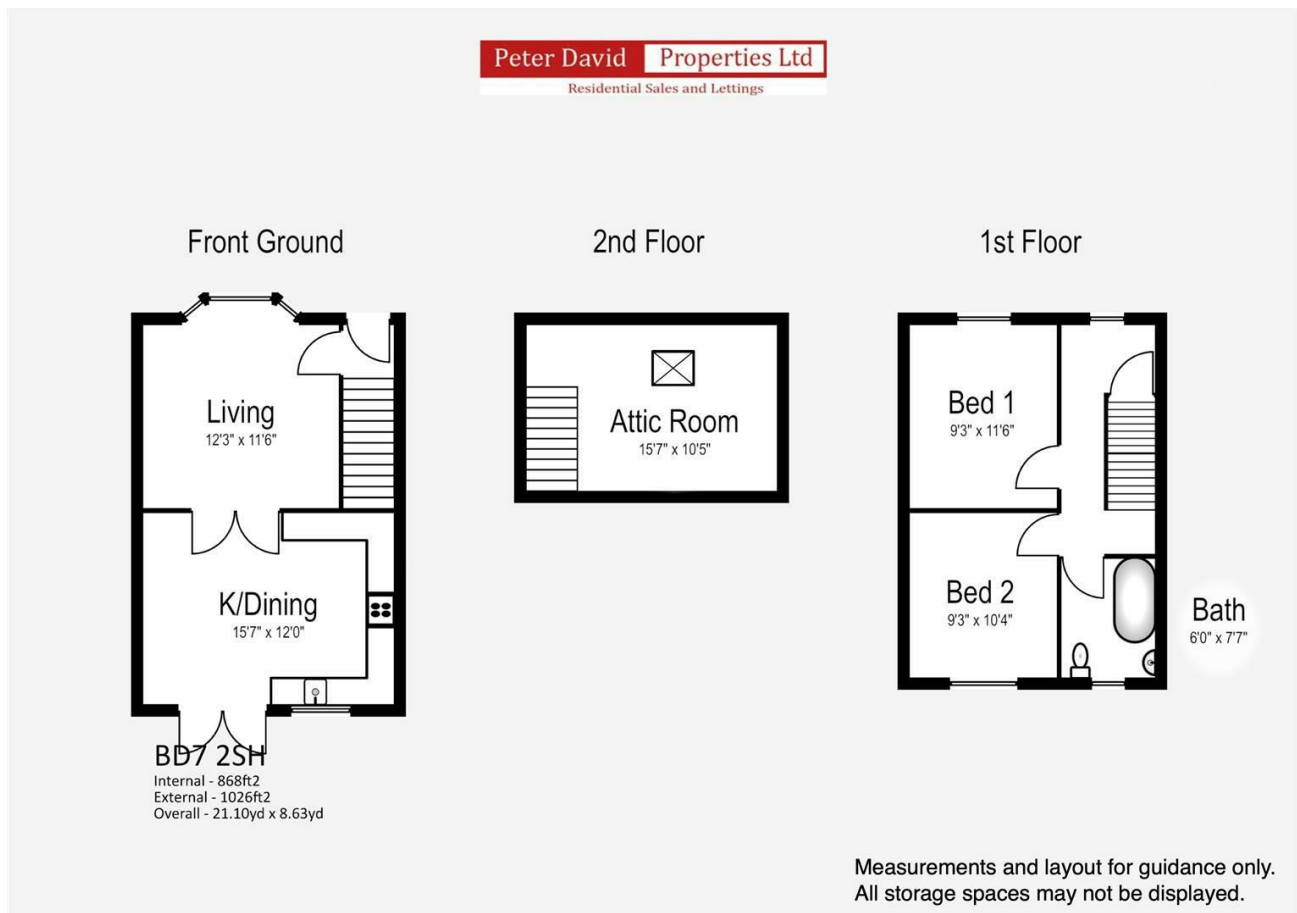 Peter David Properties Ltd
Residential Sales and Lettings
Front Ground
2nd Floor
1st Floor
Living
12'3" x 11'6"
K/Dining
15'7" x 12'0"
Attic Room
15'7" x 10'5"
Bed 1
9'3" x 11'6"
Bed 2
9'3" x 10'4"
Bath
6'0" x 7'7"
BD7 2SH
Internal - 868ft2
External - 1026ft2
Overall - 21.10yd x 8.63yd
Measurements and layout for guidance only.
All storage spaces may not be displayed.